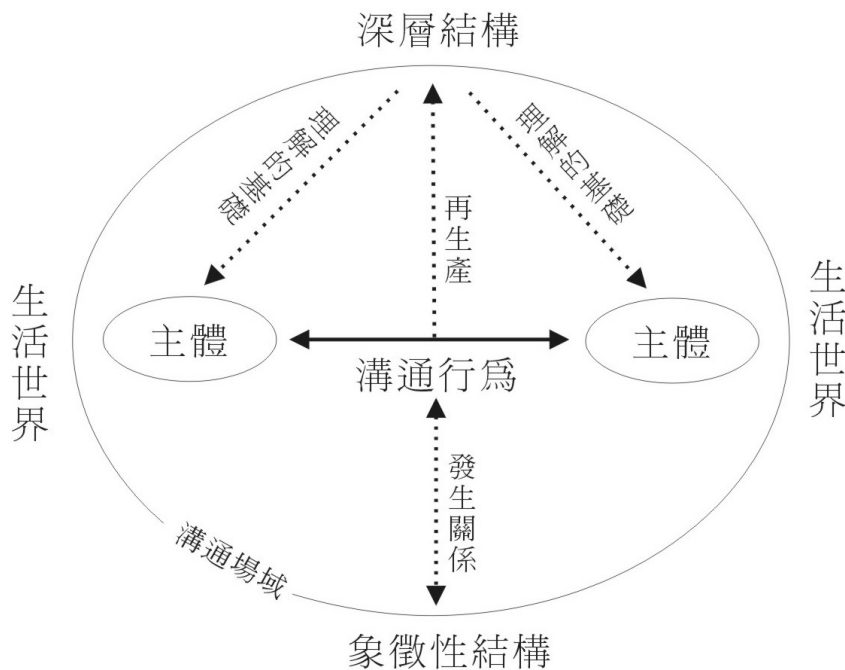 深層結構
理解的基礎
理解的基礎
再生產
生活世界
主體
主體
生活世界
溝通行爲
發生關係
溝通場域
象徵性結構